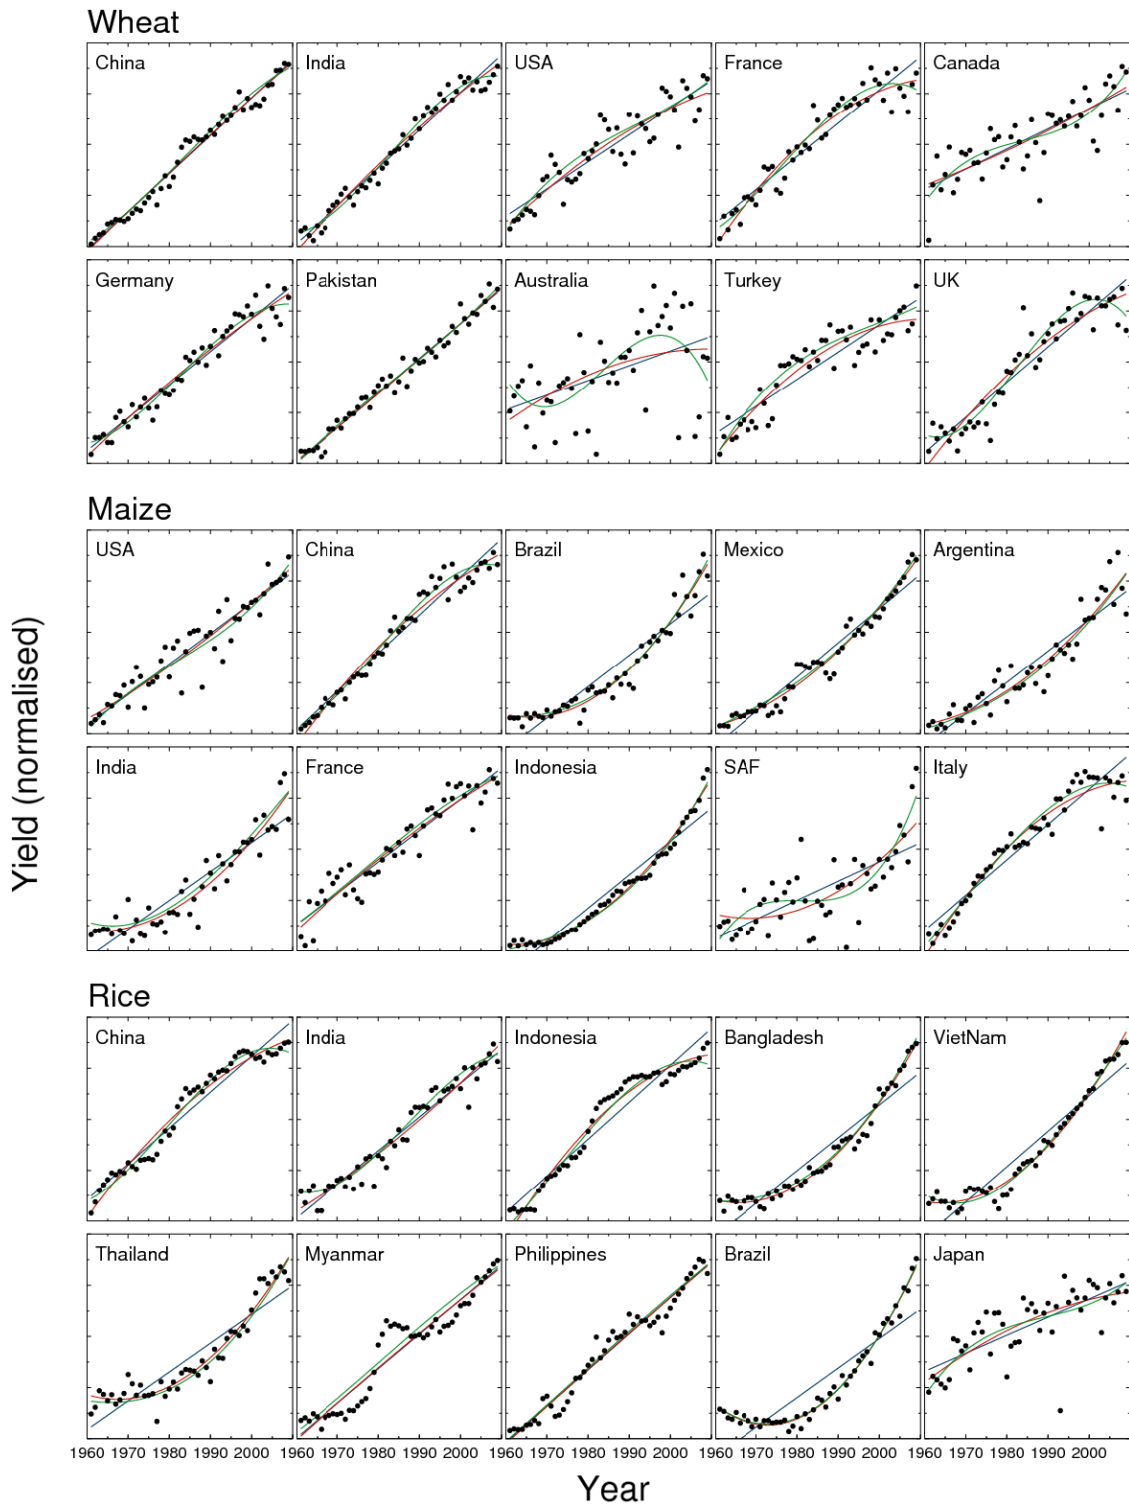 Wheat
China India USA France Canada
Germany Pakistan Australia Turkey UK
Maize
USA China Brazil Mexico Argentina
India France Indonesia SAF Italy
Rice
China India Indonesia Bangladesh VietNam
Thailand Myanmar Philippines Brazil Japan
1960 1970 1980 1990 2000 1960 1970 1980 1990 2000 1960 1970 1980 1990 2000 1960 1970 1980 1990 2000 1960 1970 1980 1990 2000
Year
Yield (normalised)